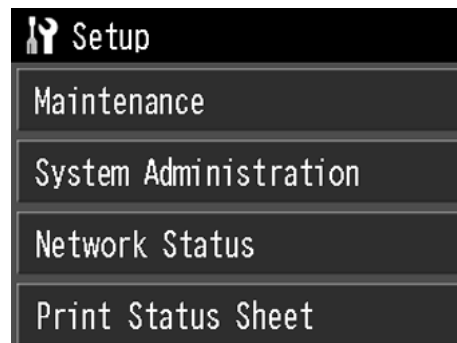 Setup
Maintenance
System Administration
Network Status
Print Status Sheet